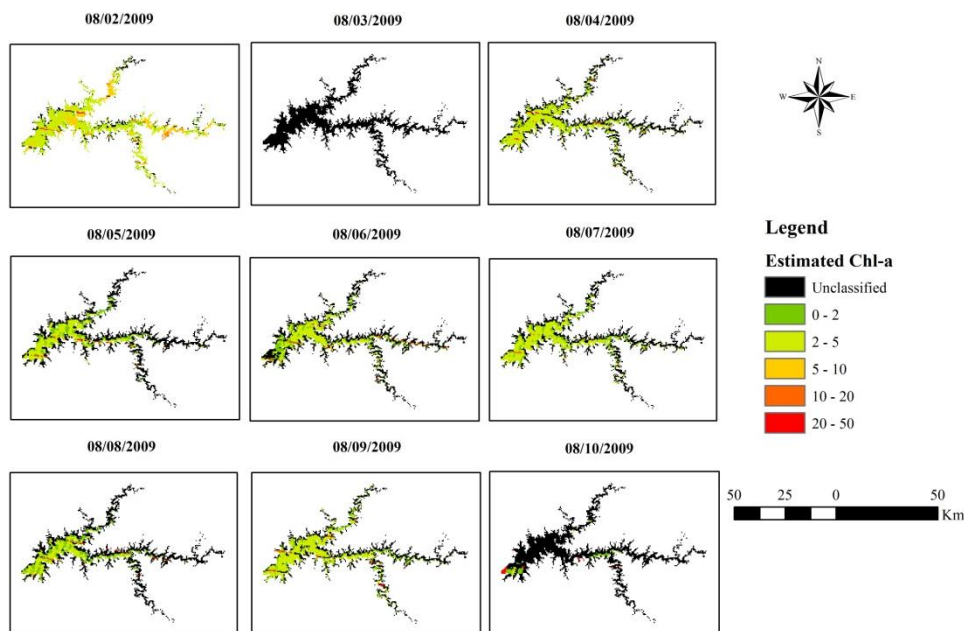 08/02/2009
08/03/2009
08/04/2009
N
W
E
S
08/05/2009
08/06/2009
08/07/2009
Legend
Estimated Chl-a
Unclassified
0 - 2
2 - 5
5 - 10
10 - 20
20 - 50
08/08/2009
08/09/2009
08/10/2009
50 25 0 50
Km